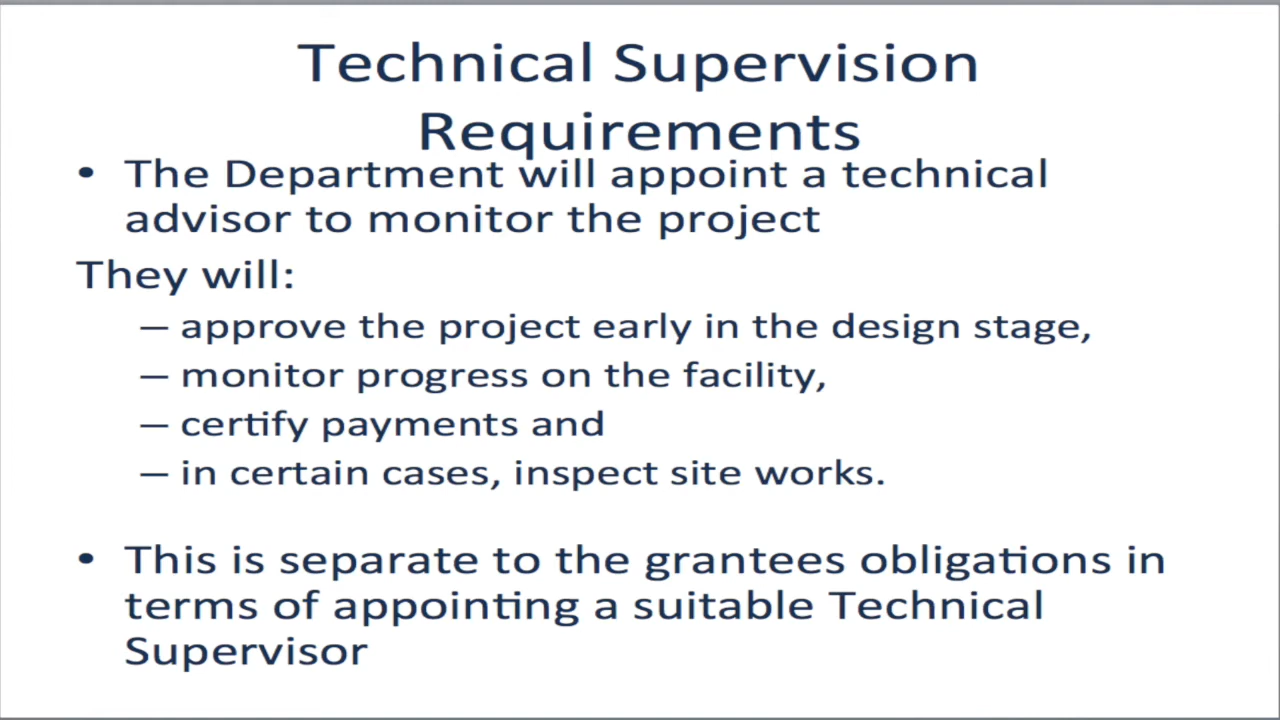 Technical Supervision
Requirements
• The Department will appoint a technical
advisor to monitor the project
They will:
– approve the project early in the design stage,
– monitor progress on the facility,
– certify payments and
– in certain cases, inspect site works.
• This is separate to the grantees obligations in
terms of appointing a suitable Technical
Supervisor